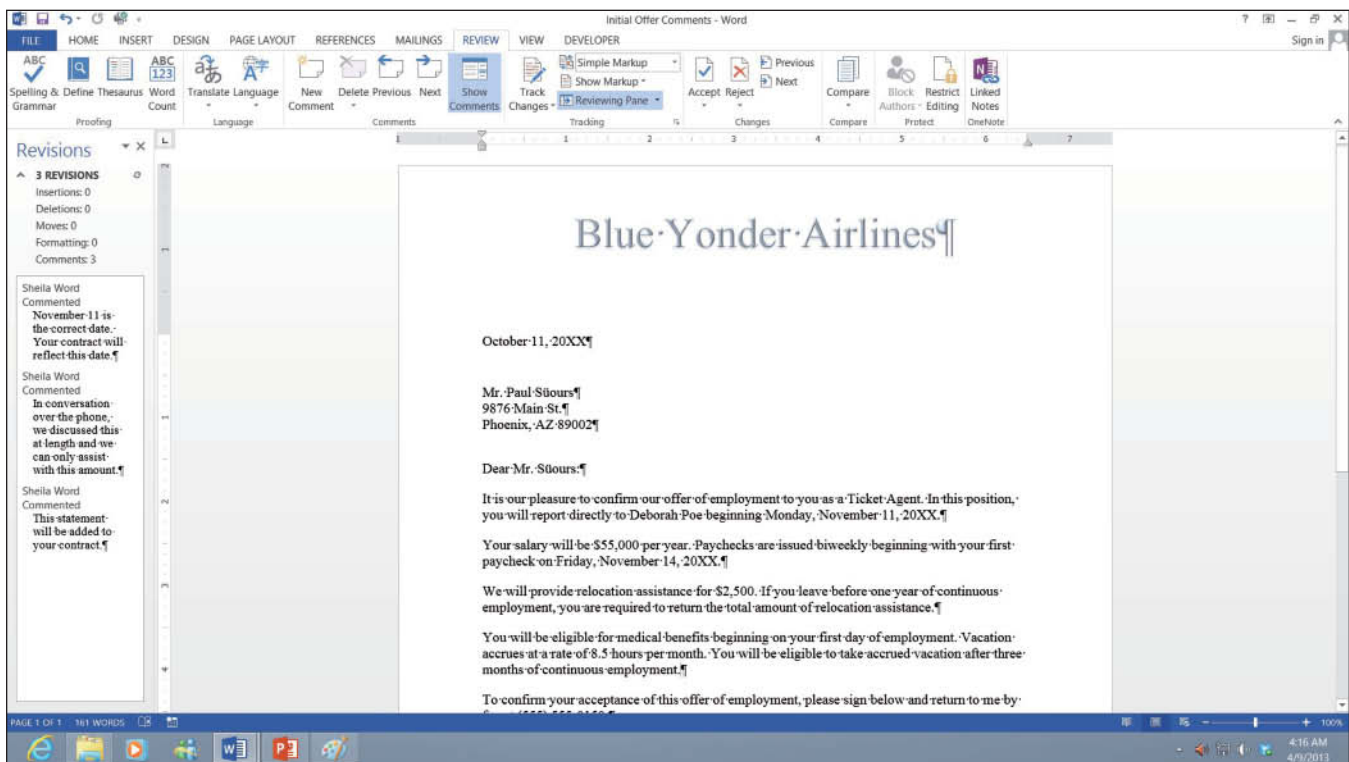 Initial Offer Comments - Word
FILE HOME INSERT DESIGN PAGE LAYOUT REFERENCES MAILINGS REVIEW VIEW DEVELOPER Sign in
ABC Spelling & Grammar
Define
Thesaurus
ABC 123 Word Count
Translate
Language
New Comment
Delete
Previous
Next
Show Comments
Track Changes
Simple Markup
Show Markup
Reviewing Pane
Accept
Reject
Previous
Next
Compare
Block Authors
Restrict Editing
Linked Notes
Proofing Language Comments Tracking Changes Compare Protect OneNote
Revisions
3 REVISIONS
Insertions: 0
Deletions: 0
Moves: 0
Formatting: 0
Comments: 3
Sheila Word
Commented
November·11·is·
the·correct·date.·
Your·contract·will·
reflect·this·date.¶
Sheila Word
Commented
In·conversation·
over·the·phone,·
we·discussed·this·
at·length·and·we·
can·only·assist·
with·this·amount.¶
Sheila Word
Commented
This·statement·
will·be·added·to·
your·contract.¶
1 1 2 3 4 5 6 7
Blue·Yonder·Airlines¶
October·11,·20XX¶
Mr.·Paul·Süours¶
9876·Main·St.¶
Phoenix,·AZ·89002¶
Dear·Mr.·Süours:¶
It·is·our·pleasure·to·confirm·our·offer·of·employment·to·you·as·a·Ticket·Agent.·In·this·position,·
you·will·report·directly·to·Deborah·Poe·beginning·Monday,·November·11,·20XX.¶
Your·salary·will·be·$55,000·per·year.·Paychecks·are·issued·biweekly·beginning·with·your·first·
paycheck·on·Friday,·November·14,·20XX.¶
We·will·provide·relocation·assistance·for·$2,500.·If·you·leave·before·one·year·of·continuous·
employment,·you·are·required·to·return·the·total·amount·of·relocation·assistance.¶
You·will·be·eligible·for·medical·benefits·beginning·on·your·first·day·of·employment.·Vacation·
accrues·at·a·rate·of·8.5·hours·per·month.·You·will·be·eligible·to·take·accrued·vacation·after·three·
months·of·continuous·employment.¶
To·confirm·your·acceptance·of·this·offer·of·employment,·please·sign·below·and·return·to·me·by·
PAGE 1 OF 1 161 WORDS 100%
4:16 AM
4/9/2013